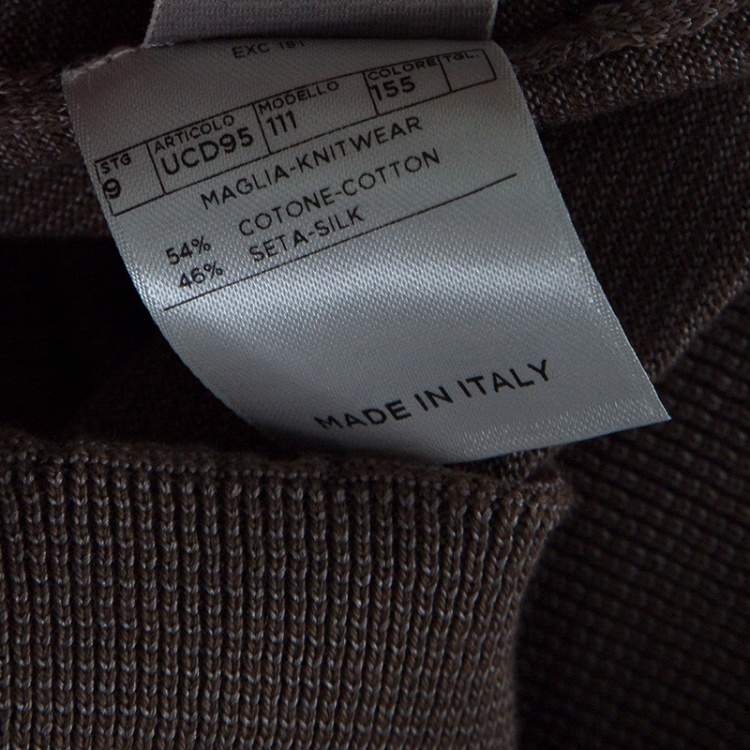 EXC 181
STG ARTICOLO MODELLO COLORE TGL.
9 UCD95 111 155
MAGLIA-KNITWEAR
54% COTONE-COTTON
46% SETA-SILK
MADE IN ITALY